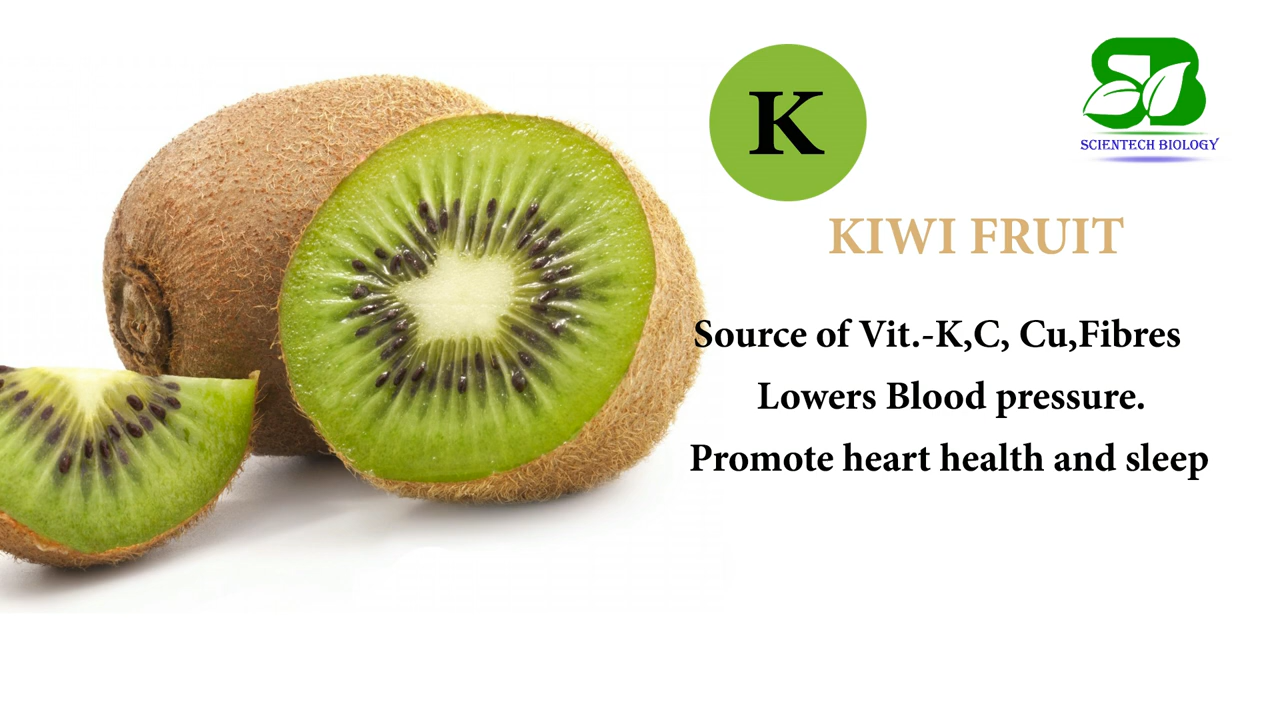 K
SCIENTECH BIOLOGY
KIWI FRUIT
Source of Vit.-K,C, Cu,Fibres
Lowers Blood pressure.
Promote heart health and sleep